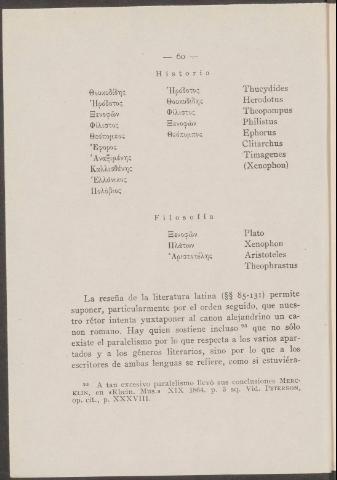 — 60 —
Historio
Θουκυδίδης Ἡρόδοτος Thucydides
Ἡρόδοτος Θουκυδίδης Herodotus
Ξενοφῶν Φίλιστος Theopompus
Φίλιστος Ξενοφῶν Philistus
Θεόπομπος Θεόπομπος Ephorus
Ἔφορος Clitarchus
Ἀναξιμένης Timagenes
Καλλισθένης (Xenophon)
Ἑλλάνικος
Πολύβιος
Filosofía
Ξενοφῶν Plato
Πλάτων Xenophon
Ἀριστοτέλης Aristoteles
Theophrastus
La reseña de la literatura latina (§§ 85-131) permite
suponer, particularmente por el orden seguido, que nues-
tro rétor intenta yuxtaponer al canon alejandrino un ca-
non romano. Hay quien sostiene incluso que no sólo
existe el paralelismo por lo que respecta a los varios apar-
tados y a los géneros literarios, sino por lo que a los
escritores de ambas lenguas se refiere, como si estuviéra-
A tan excesivo paralelismo llevó sus conclusiones MERC-
KLIN, en «Rhein. Mus.» XIX 1864, p. 5 sq. Vid. PETERSON,
op. cit., p. XXXVIII.